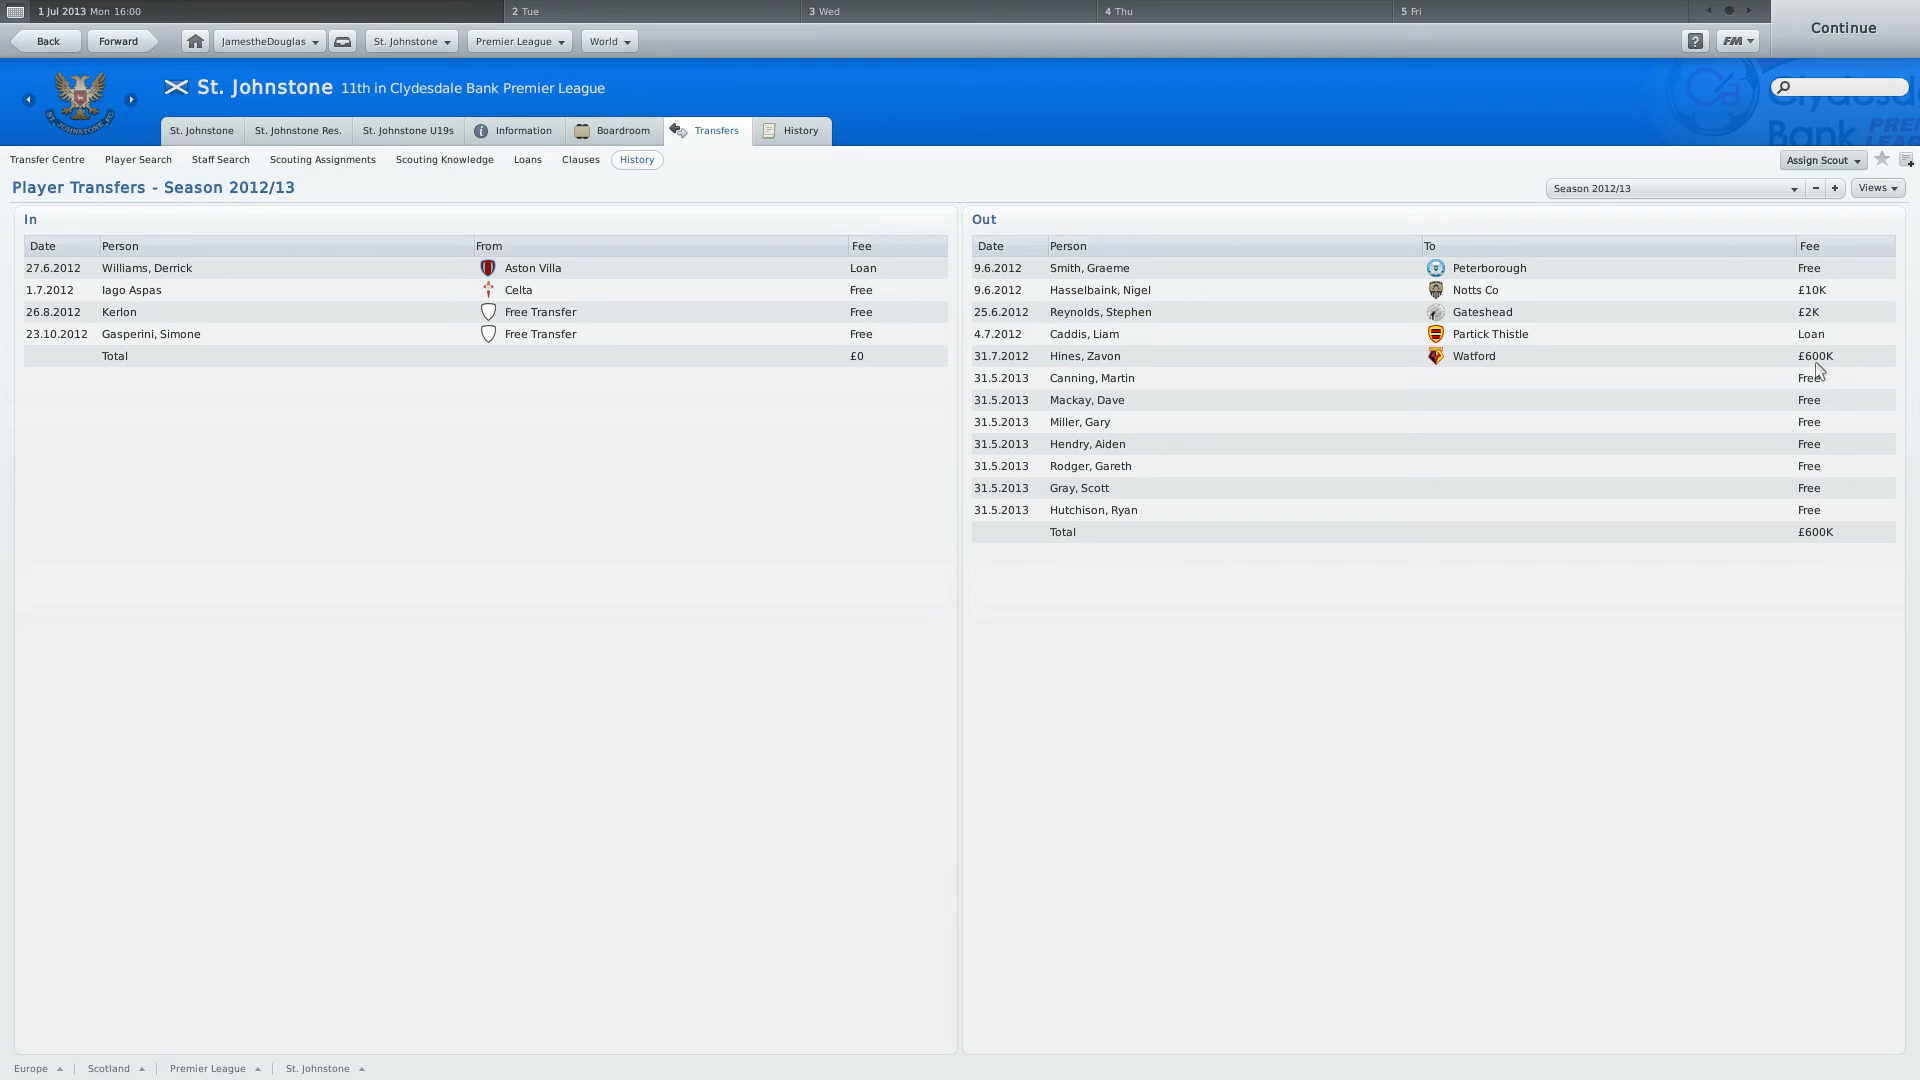 1 Jul 2013 Mon 16:00 2 Tue 3 Wed 4 Thu 5 Fri
Back Forward JamestheDouglas St. Johnstone Premier League World ? FM Continue
St. Johnstone 11th in Clydesdale Bank Premier League
St. Johnstone St. Johnstone Res. St. Johnstone U19s Information Boardroom Transfers History
Transfer Centre Player Search Staff Search Scouting Assignments Scouting Knowledge Loans Clauses History Assign Scout
Player Transfers - Season 2012/13 Season 2012/13 - + Views
In
Date Person From Fee
27.6.2012 Williams, Derrick Aston Villa Loan
1.7.2012 Iago Aspas Celta Free
26.8.2012 Kerlon Free Transfer Free
23.10.2012 Gasperini, Simone Free Transfer Free
Total £0
Out
Date Person To Fee
9.6.2012 Smith, Graeme Peterborough Free
9.6.2012 Hasselbaink, Nigel Notts Co £10K
25.6.2012 Reynolds, Stephen Gateshead £2K
4.7.2012 Caddis, Liam Partick Thistle Loan
31.7.2012 Hines, Zavon Watford £600K
31.5.2013 Canning, Martin Free
31.5.2013 Mackay, Dave Free
31.5.2013 Miller, Gary Free
31.5.2013 Hendry, Aiden Free
31.5.2013 Rodger, Gareth Free
31.5.2013 Gray, Scott Free
31.5.2013 Hutchison, Ryan Free
Total £600K
Europe Scotland Premier League St. Johnstone